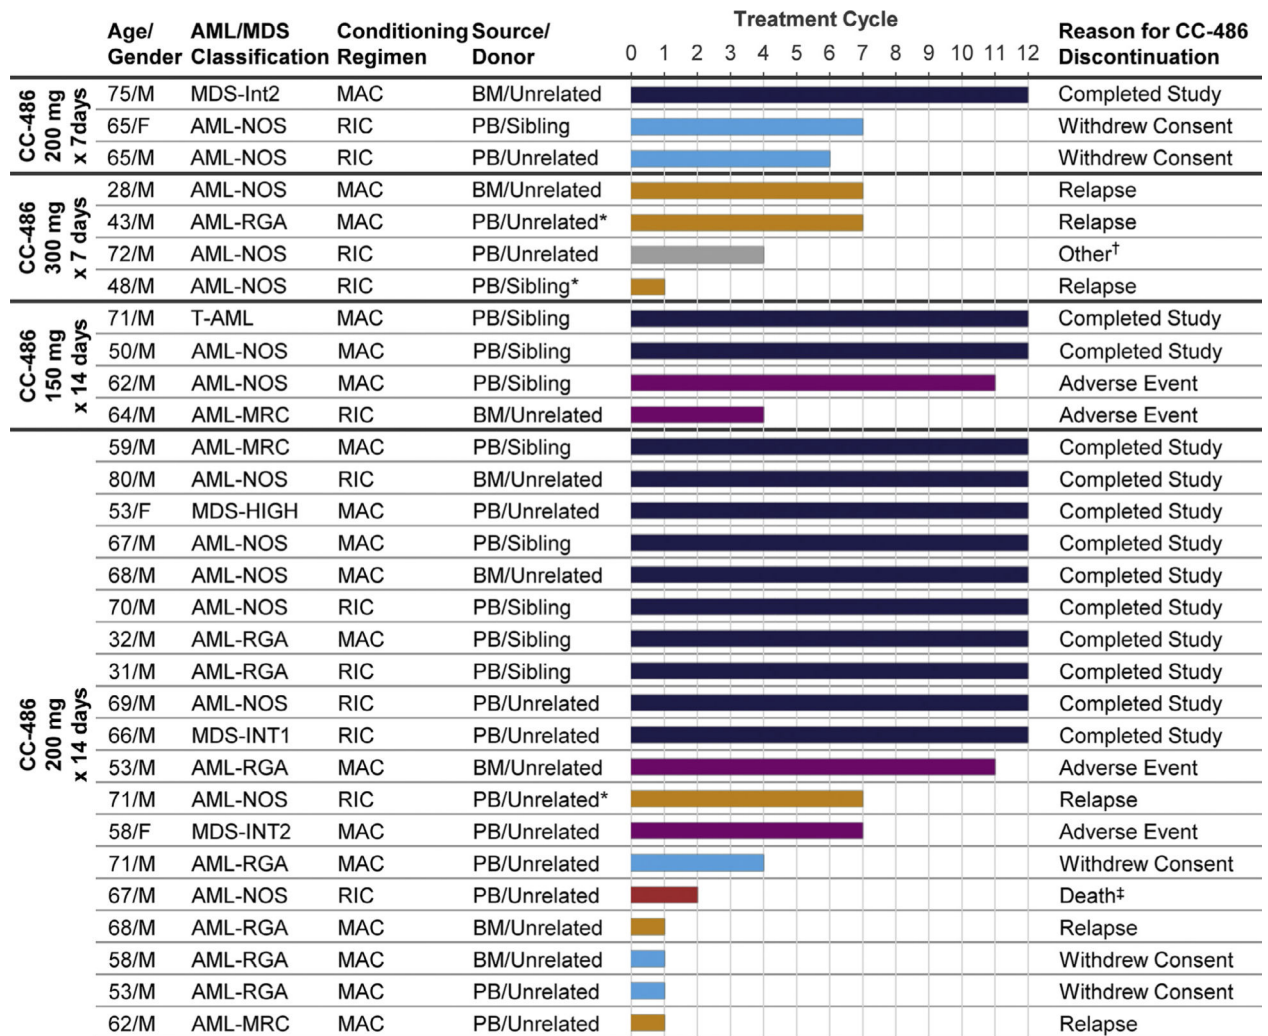 Treatment Cycle
Age/ AML/MDS Conditioning Source/ Reason for CC-486
Gender Classification Regimen Donor 0 1 2 3 4 5 6 7 8 9 10 11 12 Discontinuation
CC-486
200 mg
x 7days
75/M MDS-Int2 MAC BM/Unrelated Completed Study
65/F AML-NOS RIC PB/Sibling Withdrew Consent
65/M AML-NOS RIC PB/Unrelated Withdrew Consent
CC-486
300 mg
x 7 days
28/M AML-NOS MAC BM/Unrelated Relapse
43/M AML-RGA MAC PB/Unrelated* Relapse
72/M AML-NOS RIC PB/Unrelated Other†
48/M AML-NOS RIC PB/Sibling* Relapse
CC-486
150 mg
x 14 days
71/M T-AML MAC PB/Sibling Completed Study
50/M AML-NOS MAC PB/Sibling Completed Study
62/M AML-NOS MAC PB/Sibling Adverse Event
64/M AML-MRC RIC BM/Unrelated Adverse Event
CC-486
200 mg
x 14 days
59/M AML-MRC MAC PB/Sibling Completed Study
80/M AML-NOS RIC BM/Unrelated Completed Study
53/F MDS-HIGH MAC PB/Unrelated Completed Study
67/M AML-NOS MAC PB/Sibling Completed Study
68/M AML-NOS MAC BM/Unrelated Completed Study
70/M AML-NOS RIC PB/Sibling Completed Study
32/M AML-RGA MAC PB/Sibling Completed Study
31/M AML-RGA RIC PB/Sibling Completed Study
69/M AML-NOS RIC PB/Unrelated Completed Study
66/M MDS-INT1 RIC PB/Unrelated Completed Study
53/M AML-RGA MAC BM/Unrelated Adverse Event
71/M AML-NOS RIC PB/Unrelated* Relapse
58/F MDS-INT2 MAC PB/Unrelated Adverse Event
71/M AML-RGA MAC PB/Unrelated Withdrew Consent
67/M AML-NOS RIC PB/Unrelated Death‡
68/M AML-RGA MAC BM/Unrelated Relapse
58/M AML-RGA MAC BM/Unrelated Withdrew Consent
53/M AML-RGA MAC PB/Unrelated Withdrew Consent
62/M AML-MRC MAC PB/Unrelated Relapse